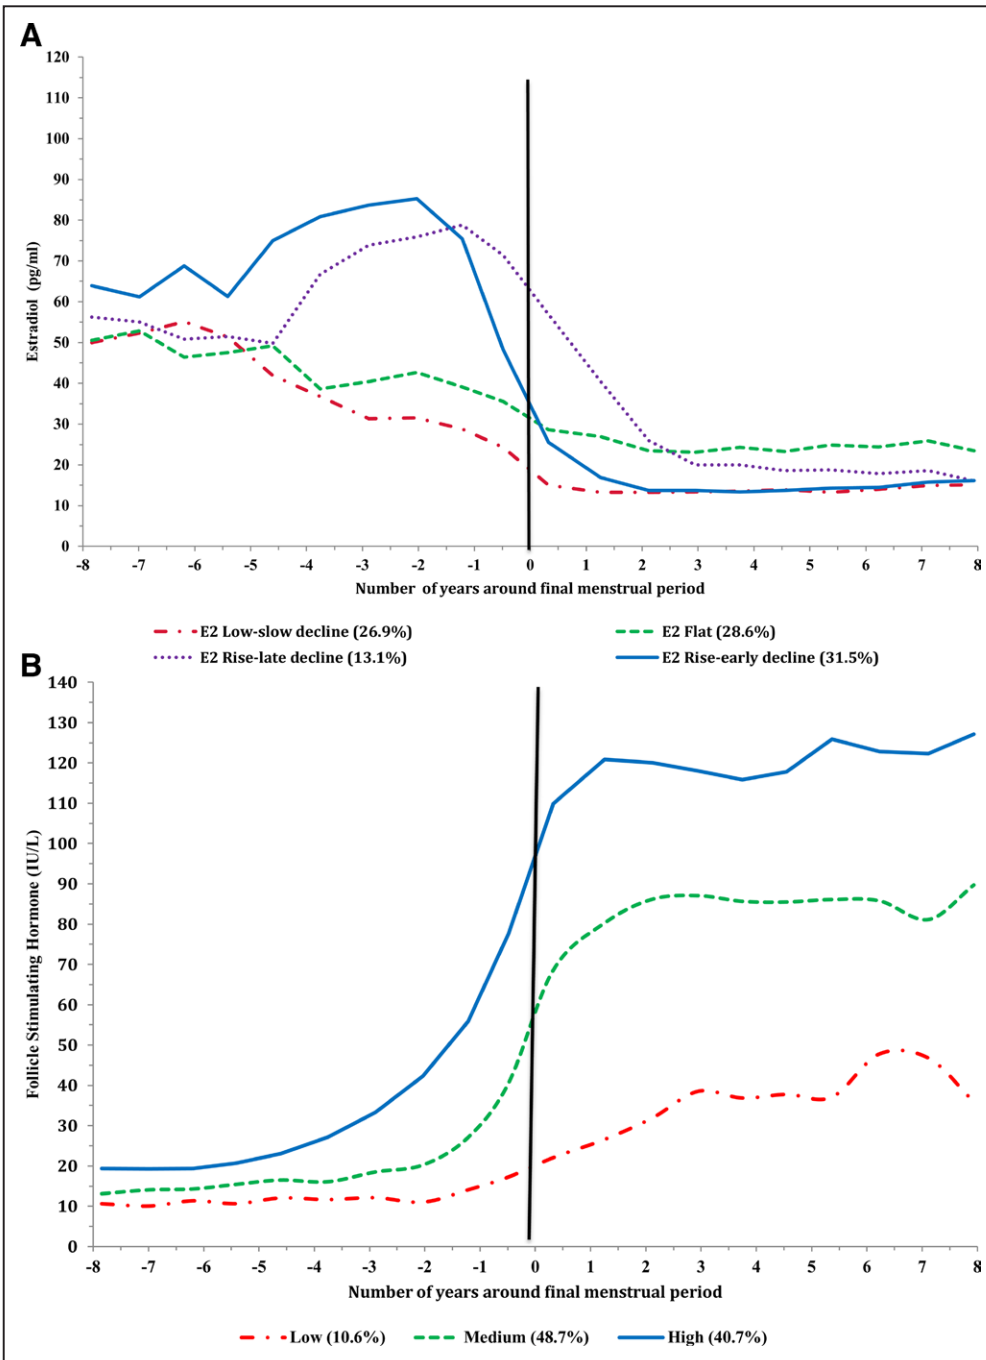 A
120
110
100
90
80
70
60
50
40
30
20
10
0
Estradiol (pg/ml)
-8 -7 -6 -5 -4 -3 -2 -1 0 1 2 3 4 5 6 7 8
Number of years around final menstrual period
E2 Low-slow decline (26.9%) E2 Flat (28.6%)
E2 Rise-late decline (13.1%) E2 Rise-early decline (31.5%)
B
140
130
120
110
100
90
80
70
60
50
40
30
20
10
0
Follicle Stimulating Hormone (IU/L)
-8 -7 -6 -5 -4 -3 -2 -1 0 1 2 3 4 5 6 7 8
Number of years around final menstrual period
Low (10.6%) Medium (48.7%) High (40.7%)